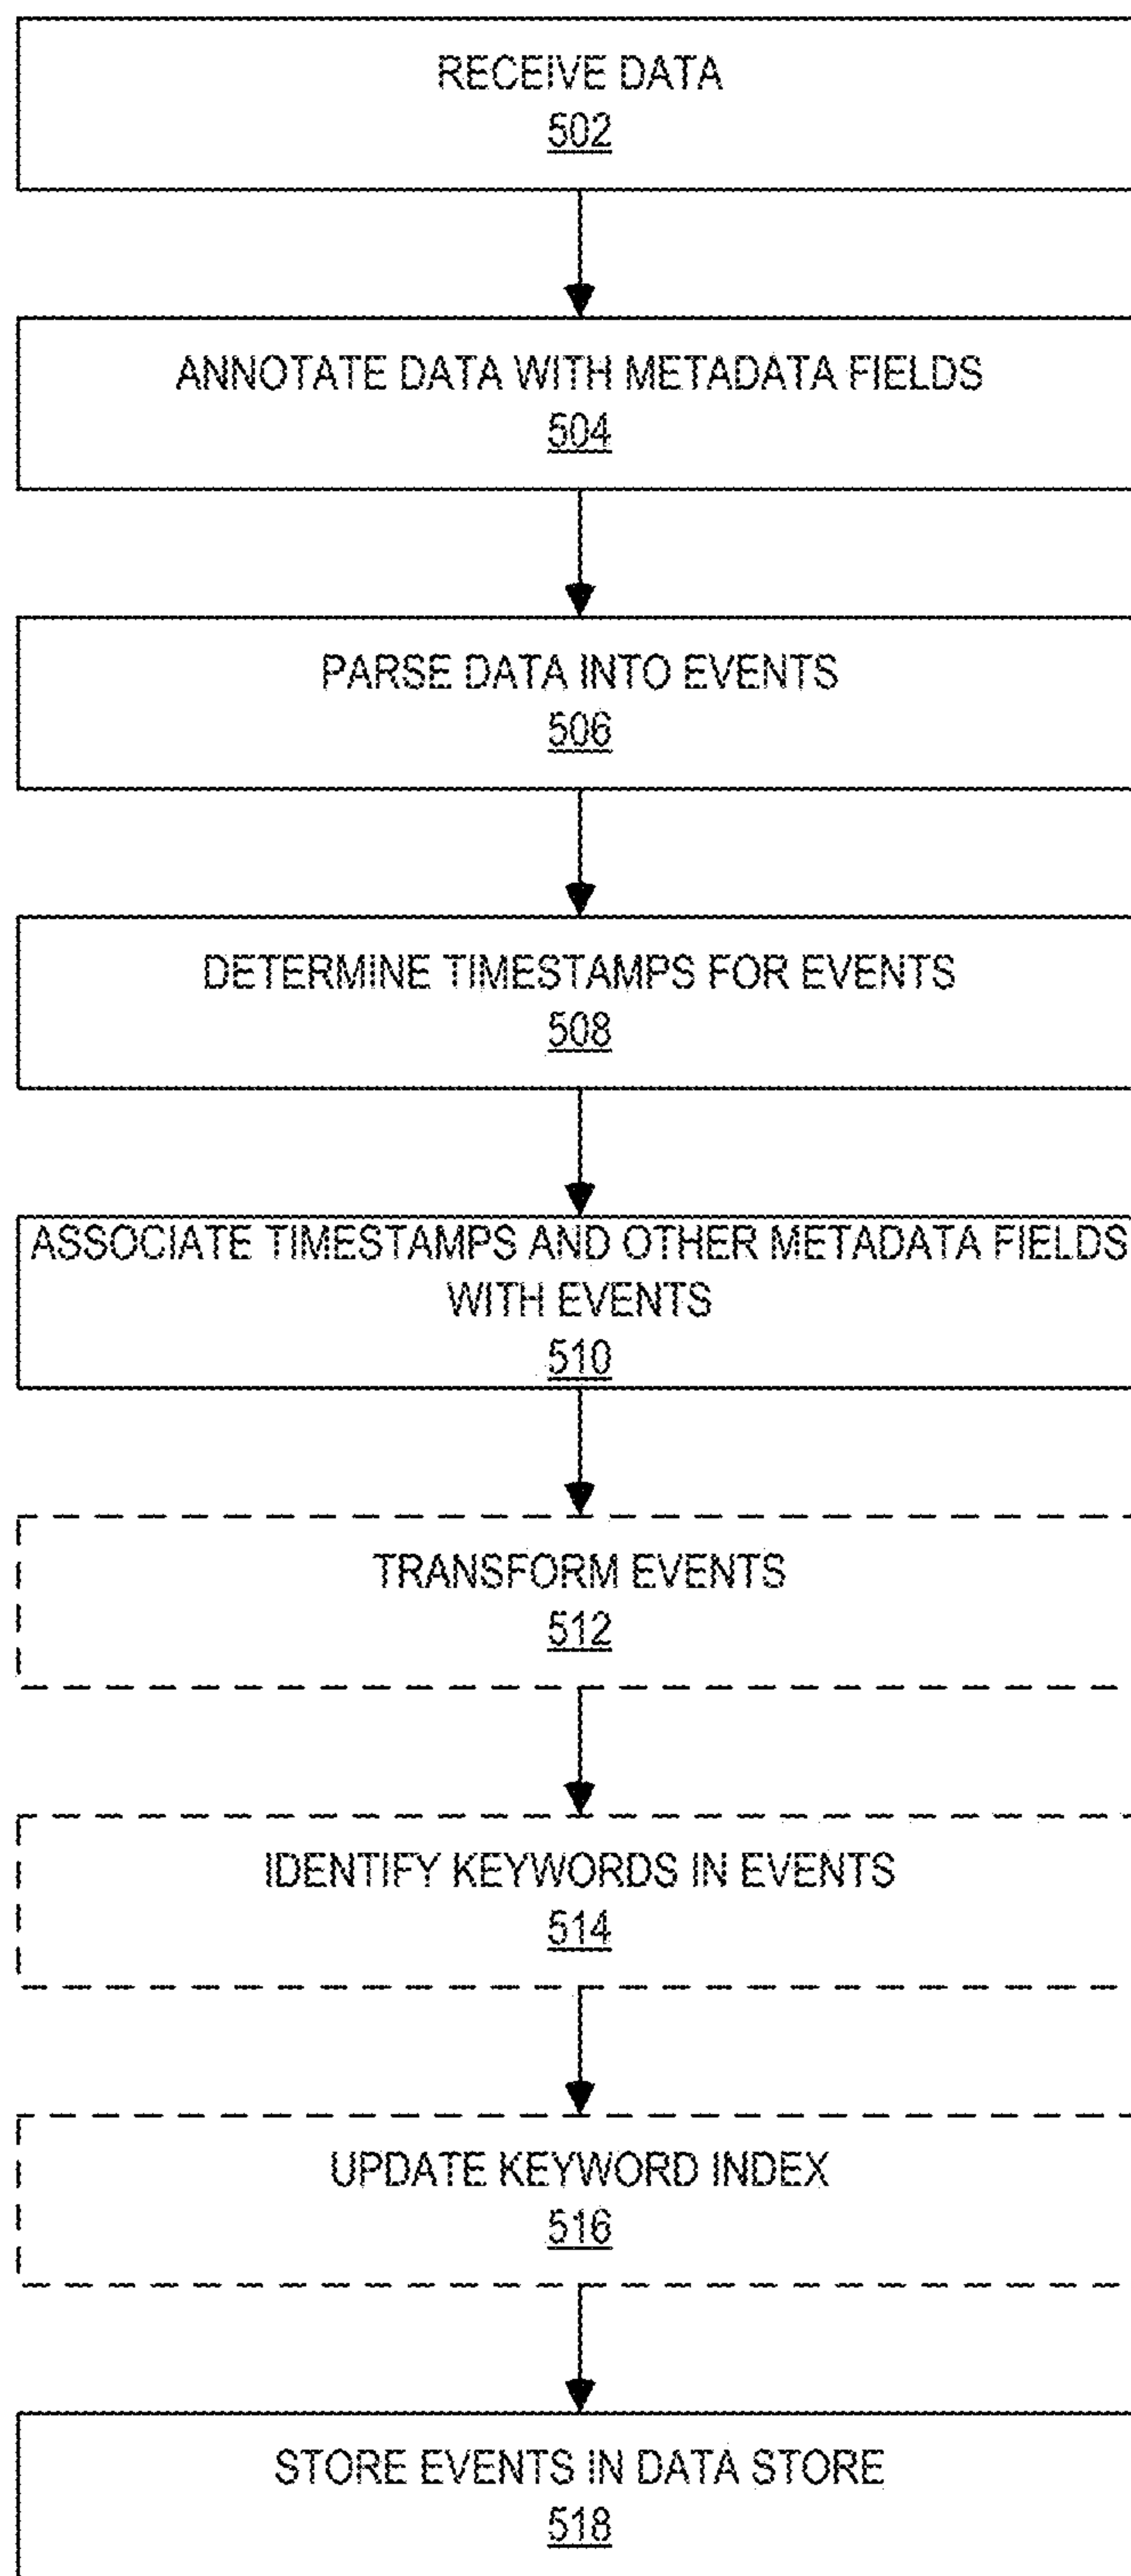 RECEIVE DATA
502
ANNOTATE DATA WITH METADATA FIELDS
504
PARSE DATA INTO EVENTS
506
DETERMINE TIMESTAMPS FOR EVENTS
508
ASSOCIATE TIMESTAMPS AND OTHER METADATA FIELDS
WITH EVENTS
510
TRANSFORM EVENTS
512
IDENTIFY KEYWORDS IN EVENTS
514
UPDATE KEYWORD INDEX
516
STORE EVENTS IN DATA STORE
518